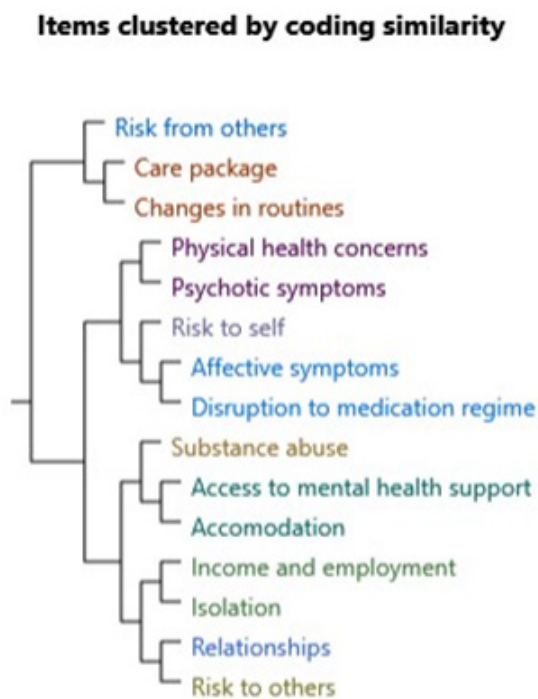 Items clustered by coding similarity
Risk from others
Care package
Changes in routines
Physical health concerns
Psychotic symptoms
Risk to self
Affective symptoms
Disruption to medication regime
Substance abuse
Access to mental health support
Accomodation
Income and employment
Isolation
Relationships
Risk to others